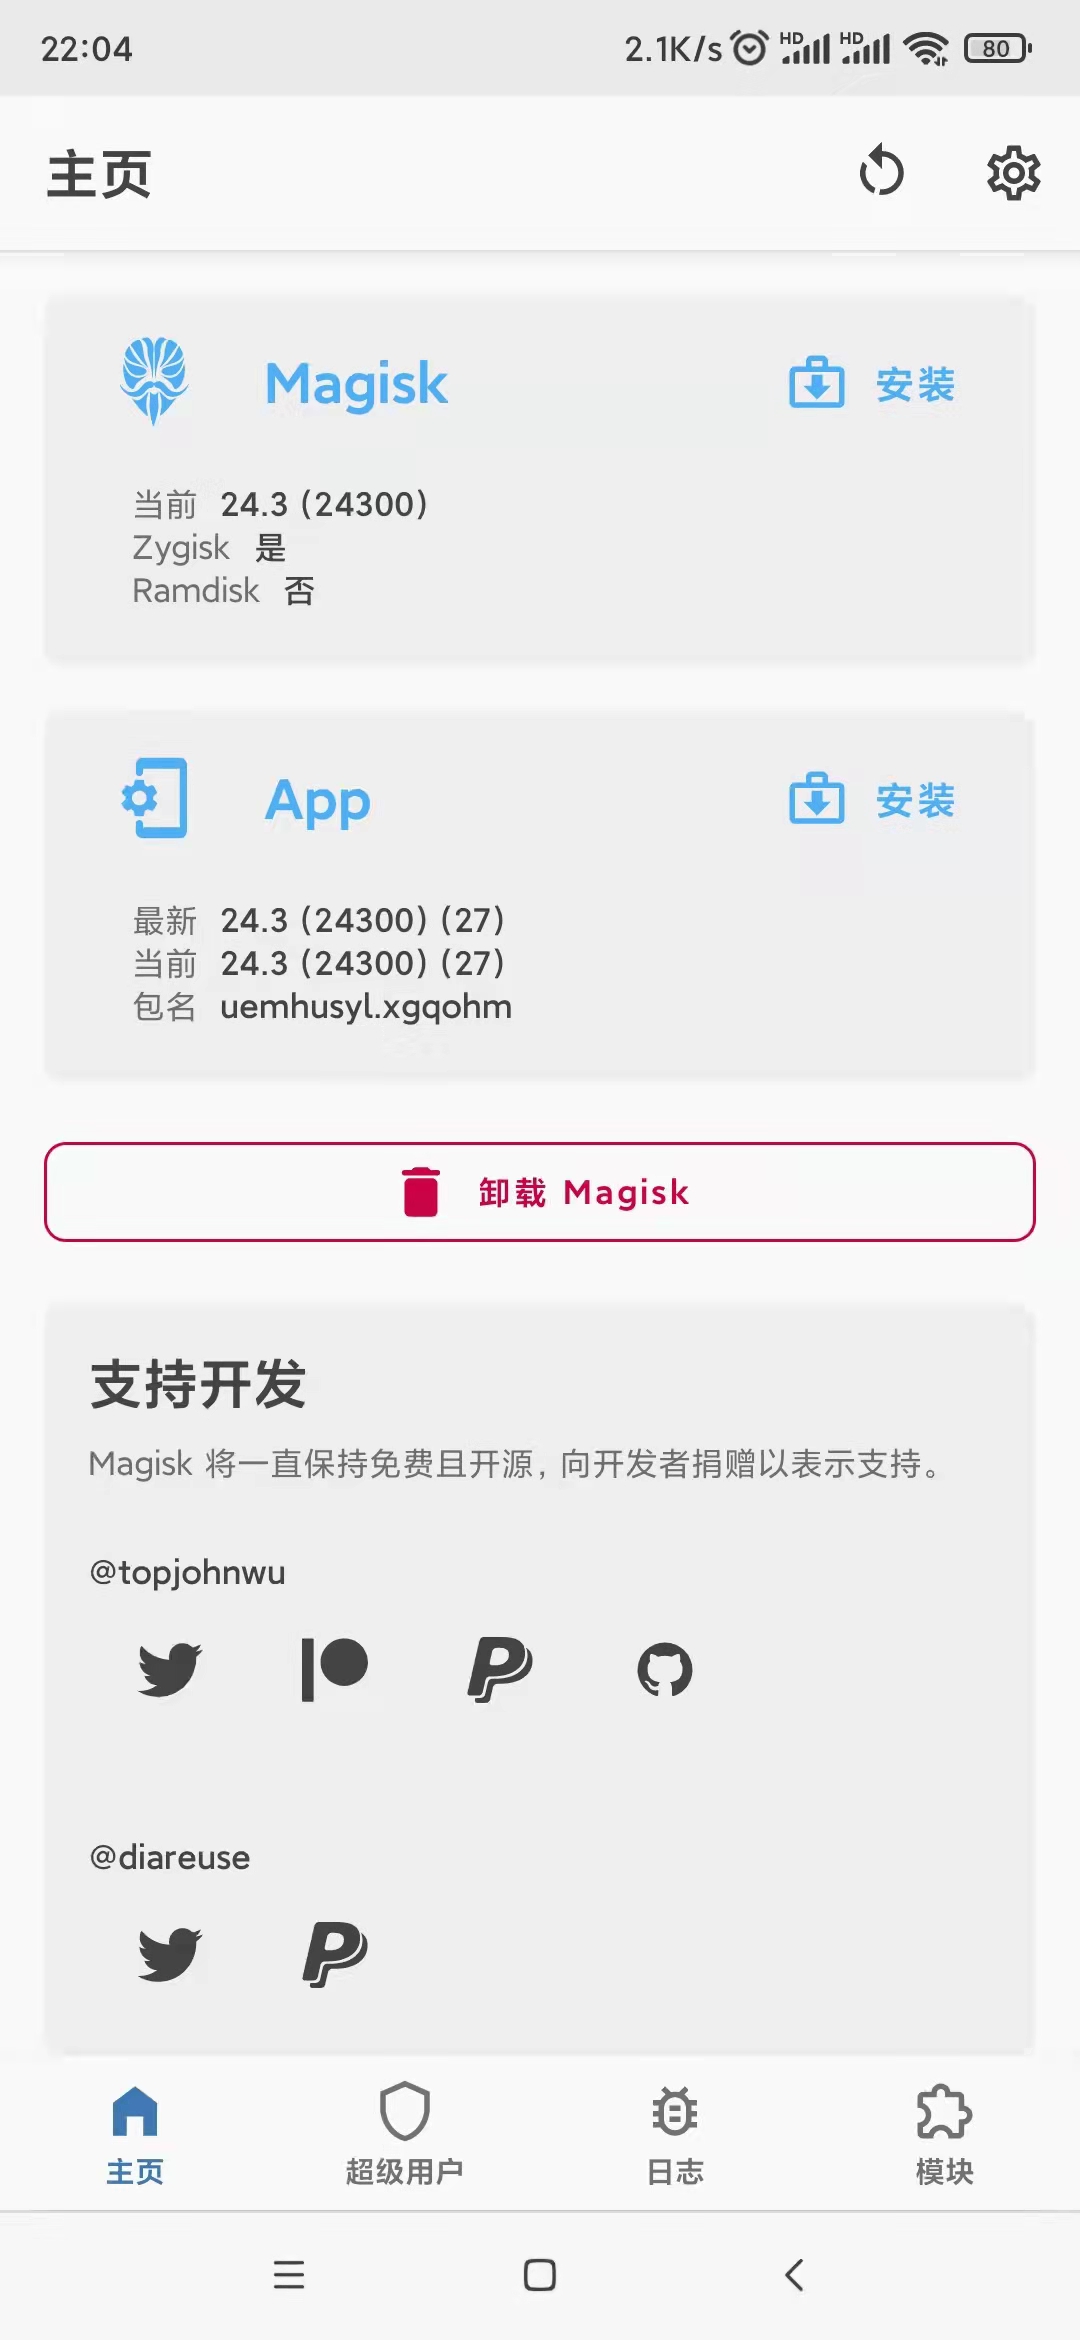 22:04 2.1K/s HD HD 80
主页
Magisk 安装
当前 24.3 (24300)
Zygisk 是
Ramdisk 否
App 安装
最新 24.3 (24300) (27)
当前 24.3 (24300) (27)
包名 uemhusyl.xgqohm
卸载 Magisk
支持开发
Magisk 将一直保持免费且开源，向开发者捐赠以表示支持。
@topjohnwu
@diareuse
主页 超级用户 日志 模块